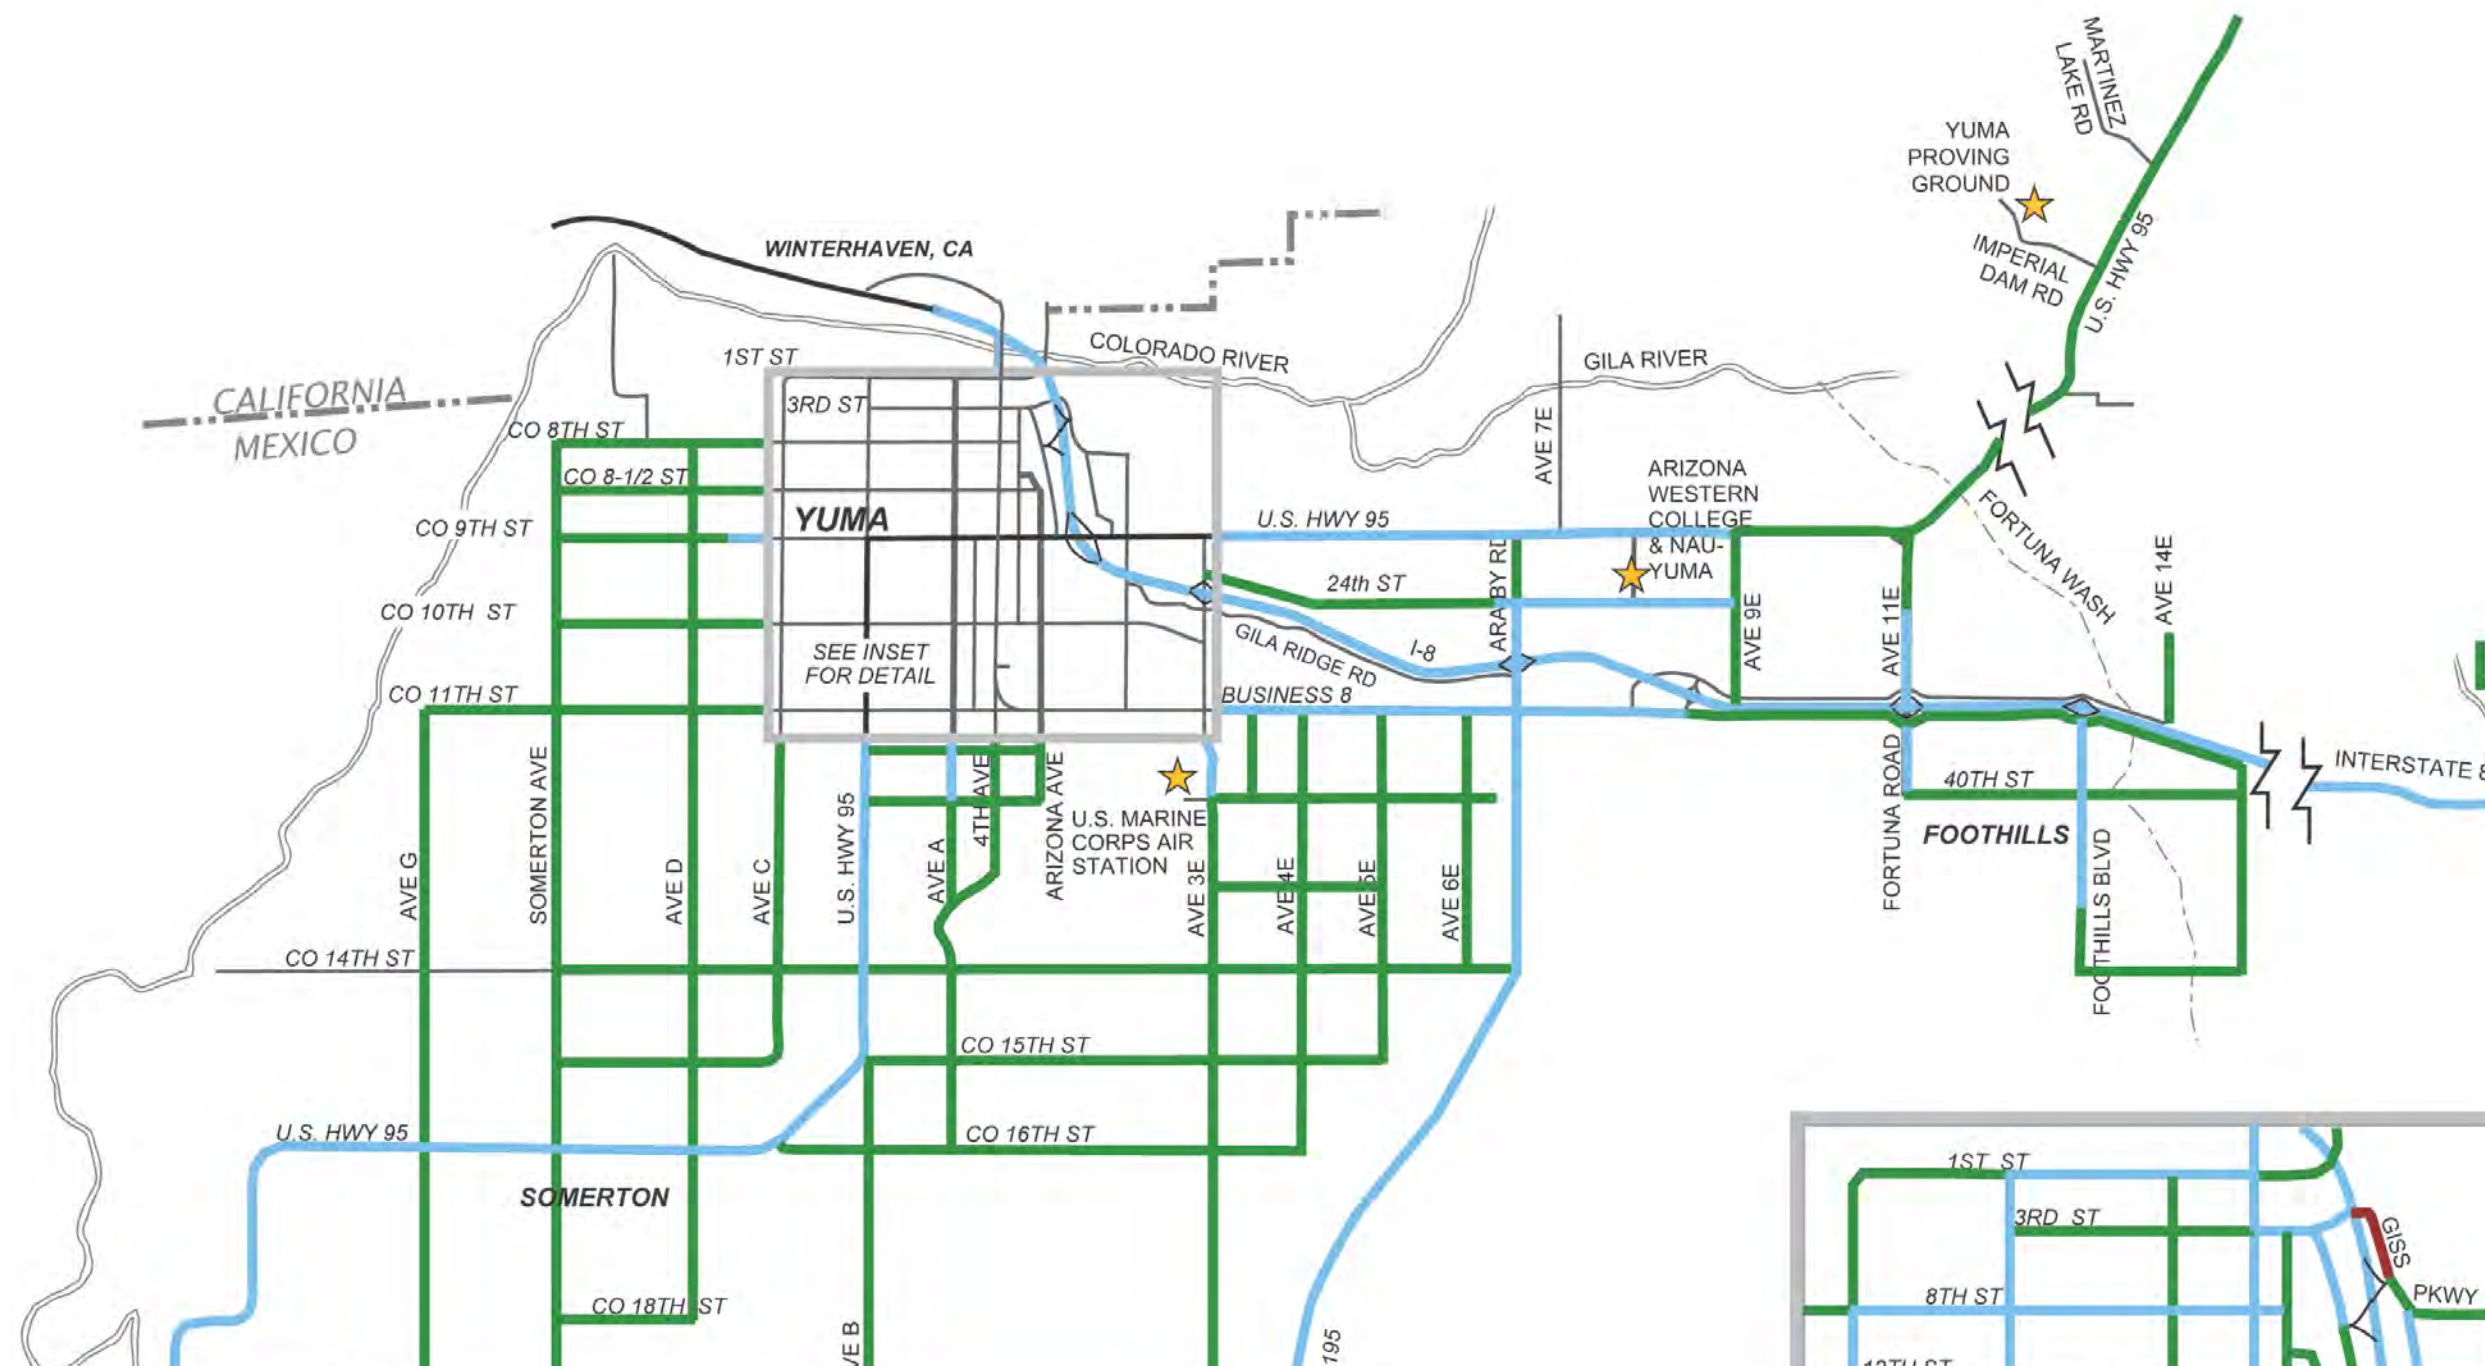 MARTINEZ
LAKE RD
YUMA
PROVING
GROUND
IMPERIAL
DAM RD
U.S. HWY 95
WINTERHAVEN, CA
COLORADO RIVER
GILA RIVER
1ST ST
3RD ST
CALIFORNIA
MEXICO
CO 8TH ST
CO 8-1/2 ST
CO 9TH ST
YUMA
U.S. HWY 95
AVE 7E
ARIZONA
WESTERN
COLLEGE
& NAU-
YUMA
FORTUNA WASH
AVE 14E
24th ST
ARABY RD
AVE 9E
AVE 11E
CO 10TH ST
SEE INSET
FOR DETAIL
GILA RIDGE RD
I-8
CO 11TH ST
BUSINESS 8
INTERSTATE 8
40TH ST
FORTUNA ROAD
FOOTHILLS
FOOTHILLS BLVD
AVE G
SOMERTON AVE
AVE D
AVE C
U.S. HWY 95
AVE A
4TH AVE
ARIZONA AVE
U.S. MARINE
CORPS AIR
STATION
AVE 3E
AVE 4E
AVE 5E
AVE 6E
CO 14TH ST
CO 15TH ST
U.S. HWY 95
CO 16TH ST
SOMERTON
CO 18TH ST
VE B
195
1ST ST
3RD ST
GISS
PKWY
8TH ST